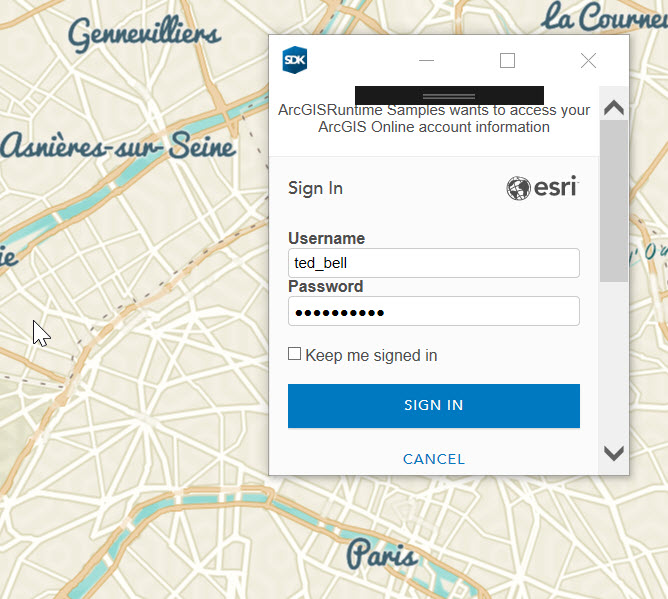 Gennevilliers
La Courneu
SDK
ArcGISRuntime Samples wants to access your
ArcGIS Online account information
Asnières-sur-Seine
Sign In
esri
Username
ted_bell
Password
Keep me signed in
SIGN IN
CANCEL
Paris